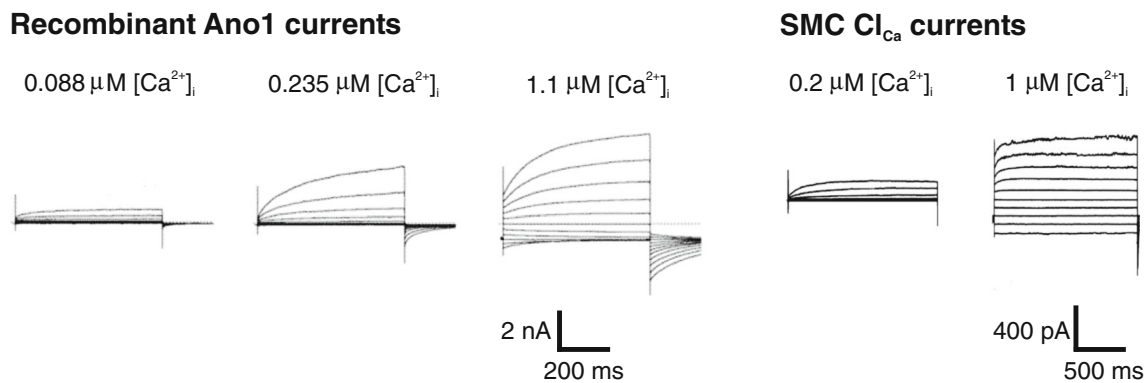 Recombinant Ano1 currents
SMC Cl_Ca currents
0.088 μM [Ca²⁺]ᵢ
0.235 μM [Ca²⁺]ᵢ
1.1 μM [Ca²⁺]ᵢ
0.2 μM [Ca²⁺]ᵢ
1 μM [Ca²⁺]ᵢ
2 nA
200 ms
400 pA
500 ms